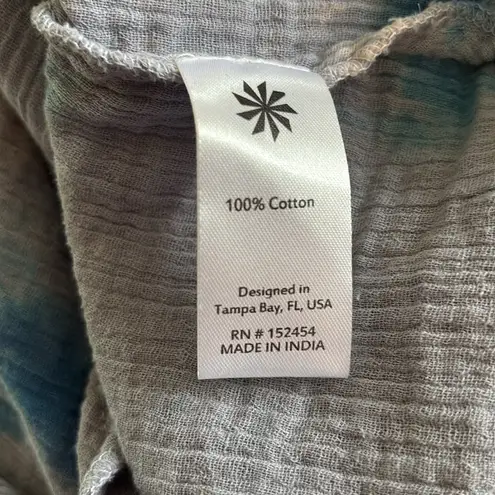 100% Cotton
Designed in
Tampa Bay, FL, USA
RN # 152454
MADE IN INDIA